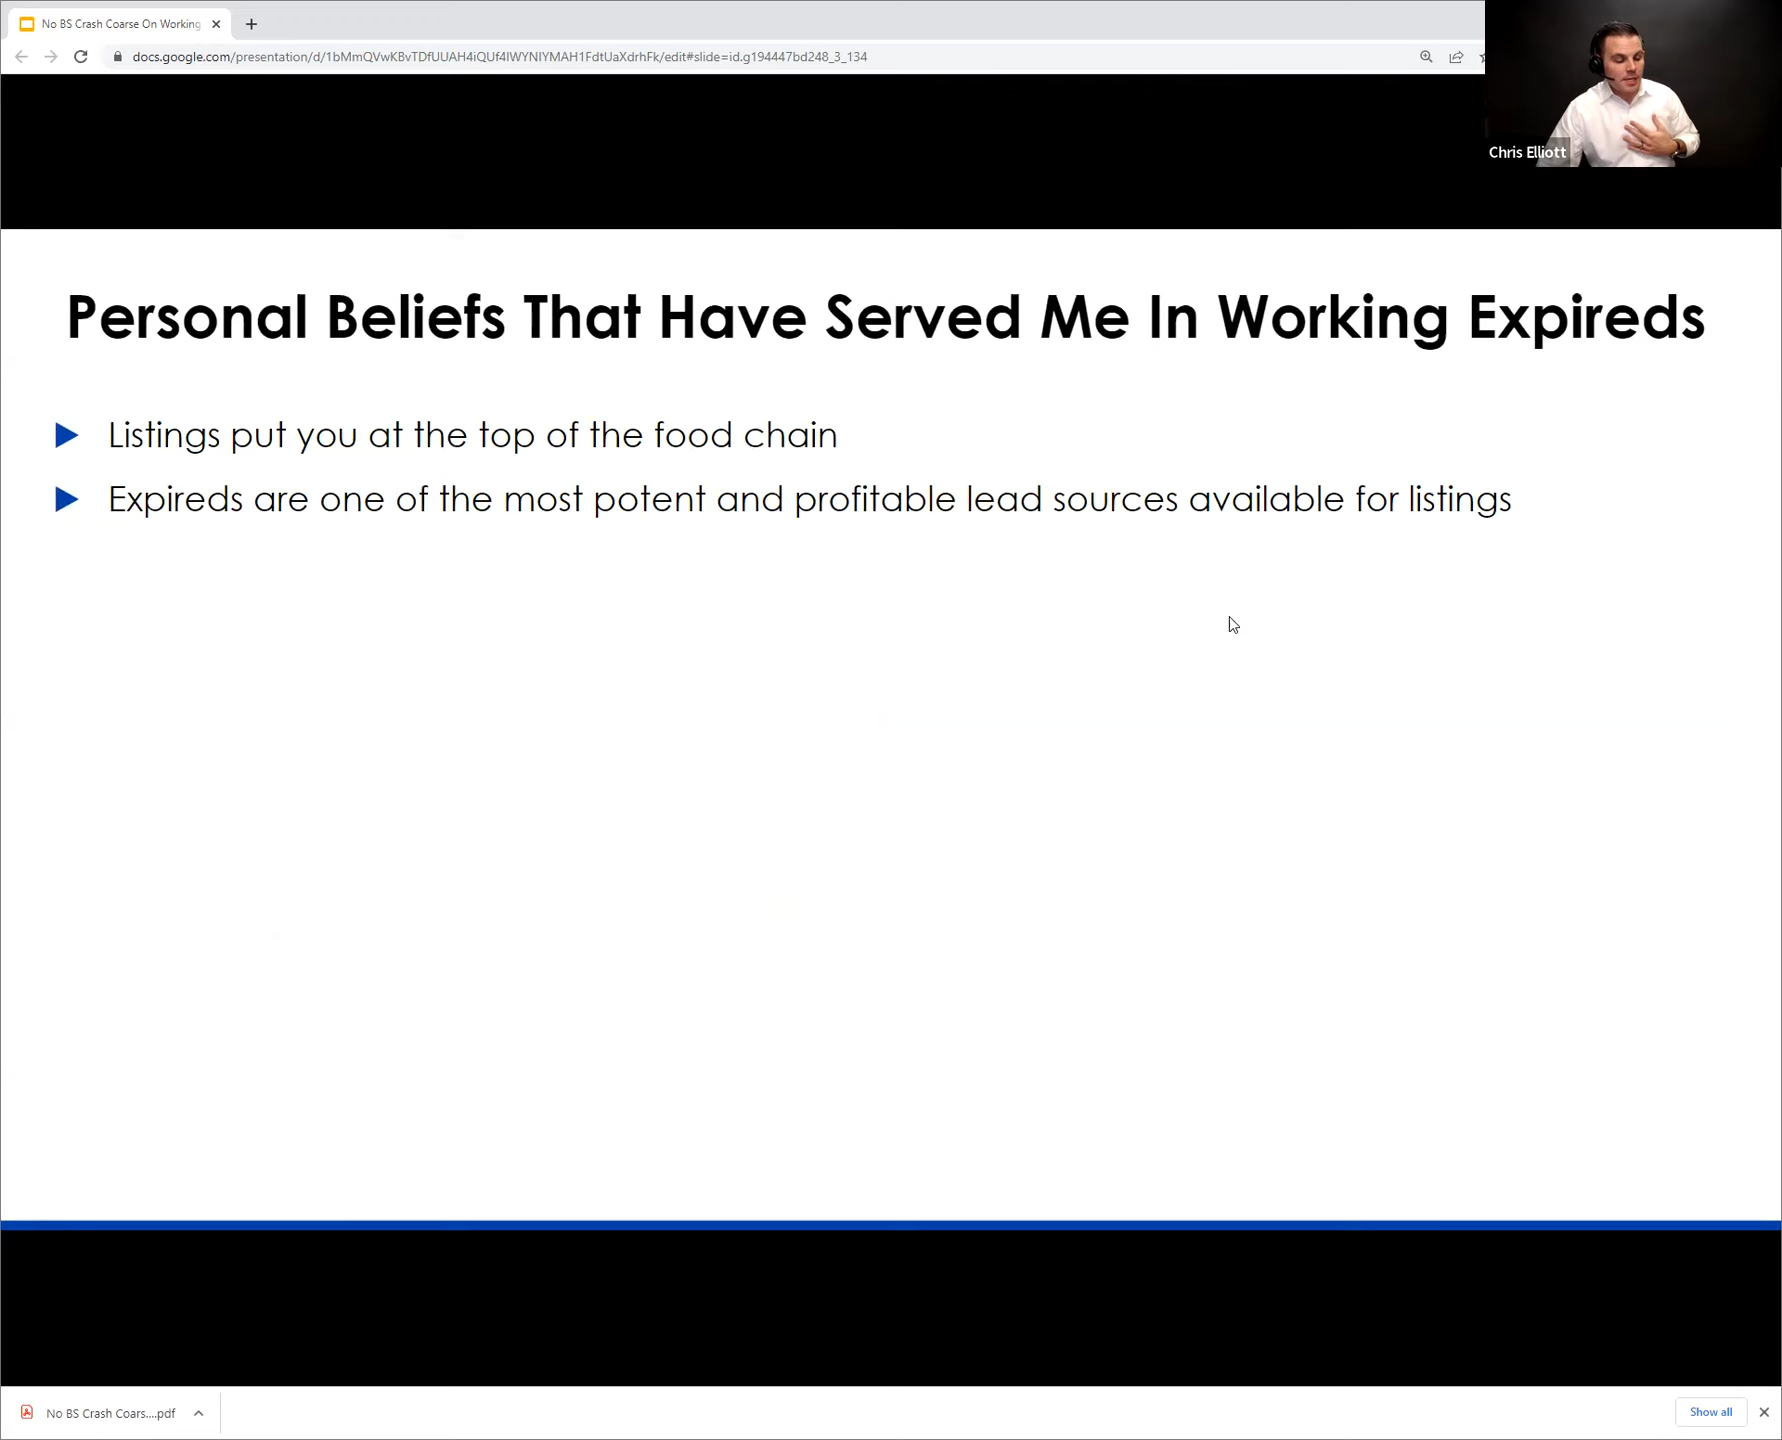 No BS Crash Coarse On Working
docs.google.com/presentation/d/1bMmQVwKBvTDfUUAH4iQUf4IWYNIYMAH1FdtUaXdrhFk/edit#slide=id.g194447bd248_3_134
Chris Elliott
Personal Beliefs That Have Served Me In Working Expireds
Listings put you at the top of the food chain
Expireds are one of the most potent and profitable lead sources available for listings
No BS Crash Coars....pdf
Show all